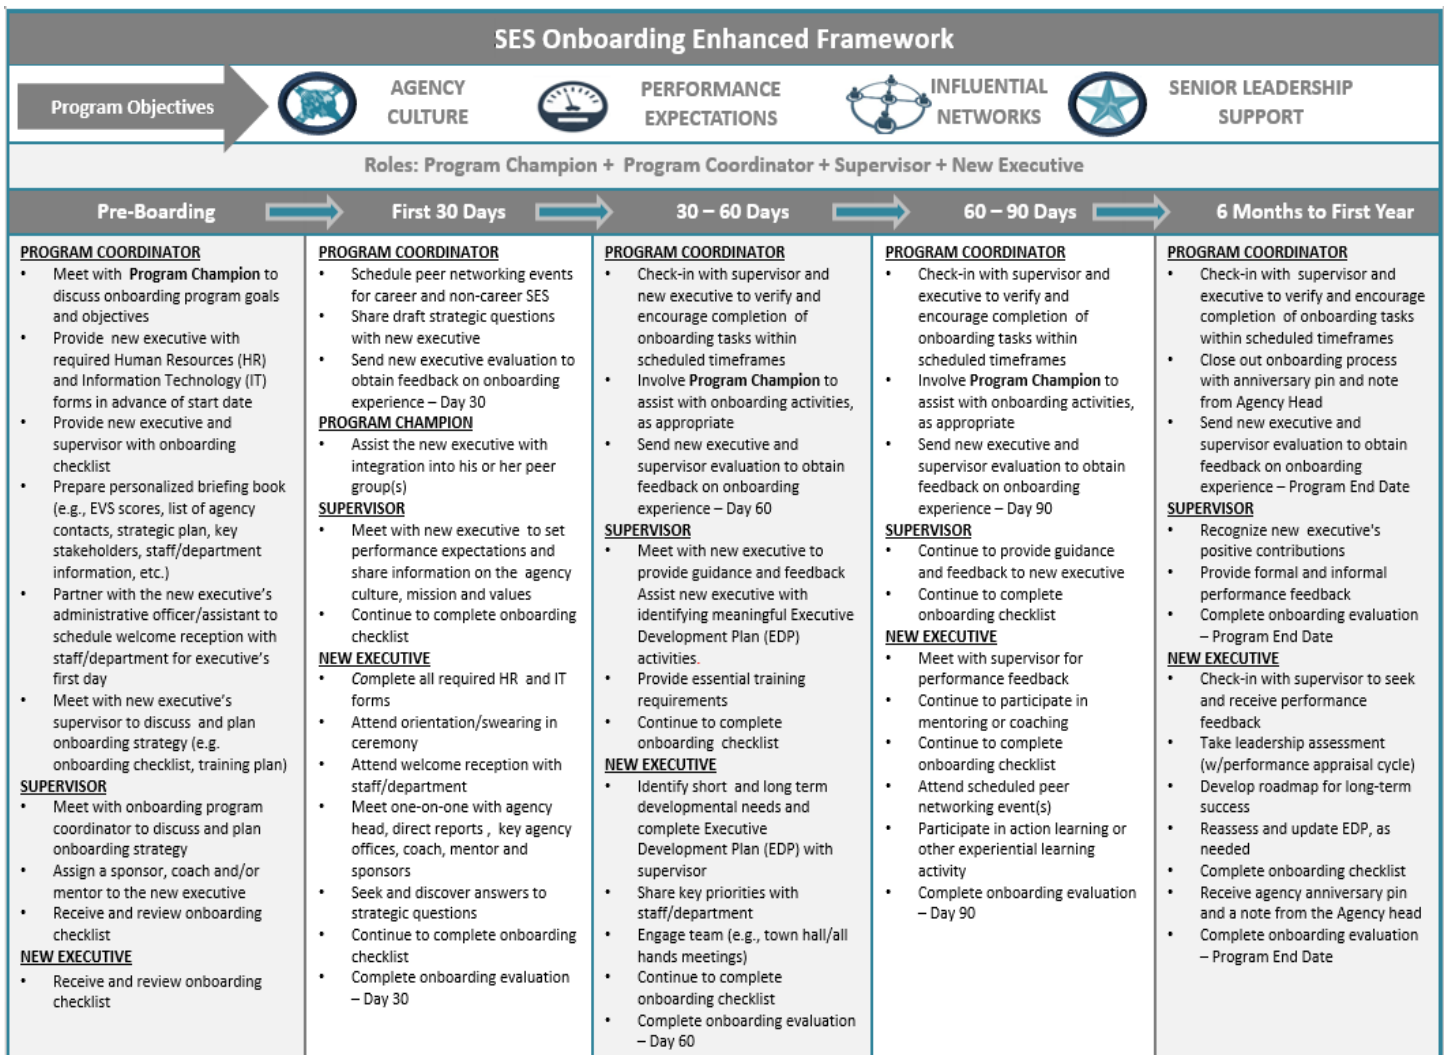 SES Onboarding Enhanced Framework
Program Objectives
AGENCY
CULTURE
PERFORMANCE
EXPECTATIONS
INFLUENTIAL
NETWORKS
SENIOR LEADERSHIP
SUPPORT
Roles: Program Champion + Program Coordinator + Supervisor + New Executive
Pre-Boarding
First 30 Days
30 – 60 Days
60 – 90 Days
6 Months to First Year
PROGRAM COORDINATOR
• Meet with Program Champion to
discuss onboarding program goals
and objectives
• Provide new executive with
required Human Resources (HR)
and Information Technology (IT)
forms in advance of start date
• Provide new executive and
supervisor with onboarding
checklist
• Prepare personalized briefing book
(e.g., EVS scores, list of agency
contacts, strategic plan, key
stakeholders, staff/department
information, etc.)
• Partner with the new executive's
administrative officer/assistant to
schedule welcome reception with
staff/department for executive's
first day
• Meet with new executive's
supervisor to discuss and plan
onboarding strategy (e.g.
onboarding checklist, training plan)
SUPERVISOR
• Meet with onboarding program
coordinator to discuss and plan
onboarding strategy
• Assign a sponsor, coach and/or
mentor to the new executive
• Receive and review onboarding
checklist
NEW EXECUTIVE
• Receive and review onboarding
checklist
PROGRAM COORDINATOR
• Schedule peer networking events
for career and non-career SES
• Share draft strategic questions
with new executive
• Send new executive evaluation to
obtain feedback on onboarding
experience – Day 30
PROGRAM CHAMPION
• Assist the new executive with
integration into his or her peer
group(s)
SUPERVISOR
• Meet with new executive to set
performance expectations and
share information on the agency
culture, mission and values
• Continue to complete onboarding
checklist
NEW EXECUTIVE
• Complete all required HR and IT
forms
• Attend orientation/swearing in
ceremony
• Attend welcome reception with
staff/department
• Meet one-on-one with agency
head, direct reports , key agency
offices, coach, mentor and
sponsors
• Seek and discover answers to
strategic questions
• Continue to complete onboarding
checklist
• Complete onboarding evaluation
– Day 30
PROGRAM COORDINATOR
• Check-in with supervisor and
new executive to verify and
encourage completion of
onboarding tasks within
scheduled timeframes
• Involve Program Champion to
assist with onboarding activities,
as appropriate
• Send new executive and
supervisor evaluation to obtain
feedback on onboarding
experience – Day 60
SUPERVISOR
• Meet with new executive to
provide guidance and feedback
Assist new executive with
identifying meaningful Executive
Development Plan (EDP)
activities.
• Provide essential training
requirements
• Continue to complete
onboarding checklist
NEW EXECUTIVE
• Identify short and long term
developmental needs and
complete Executive
Development Plan (EDP) with
supervisor
• Share key priorities with
staff/department
• Engage team (e.g., town hall/all
hands meetings)
• Continue to complete
onboarding checklist
• Complete onboarding evaluation
– Day 60
PROGRAM COORDINATOR
• Check-in with supervisor and
executive to verify and
encourage completion of
onboarding tasks within
scheduled timeframes
• Involve Program Champion to
assist with onboarding activities,
as appropriate
• Send new executive and
supervisor evaluation to obtain
feedback on onboarding
experience – Day 90
SUPERVISOR
• Continue to provide guidance
and feedback to new executive
• Continue to complete
onboarding checklist
NEW EXECUTIVE
• Meet with supervisor for
performance feedback
• Continue to participate in
mentoring or coaching
• Continue to complete
onboarding checklist
• Attend scheduled peer
networking event(s)
• Participate in action learning or
other experiential learning
activity
• Complete onboarding evaluation
– Day 90
PROGRAM COORDINATOR
• Check-in with supervisor and
executive to verify and encourage
completion of onboarding tasks
within scheduled timeframes
• Close out onboarding process
with anniversary pin and note
from Agency Head
• Send new executive and
supervisor evaluation to obtain
feedback on onboarding
experience – Program End Date
SUPERVISOR
• Recognize new executive's
positive contributions
• Provide formal and informal
performance feedback
• Complete onboarding evaluation
– Program End Date
NEW EXECUTIVE
• Check-in with supervisor to seek
and receive performance
feedback
• Take leadership assessment
(w/performance appraisal cycle)
• Develop roadmap for long-term
success
• Reassess and update EDP, as
needed
• Complete onboarding checklist
• Receive agency anniversary pin
and a note from the Agency head
• Complete onboarding evaluation
– Program End Date